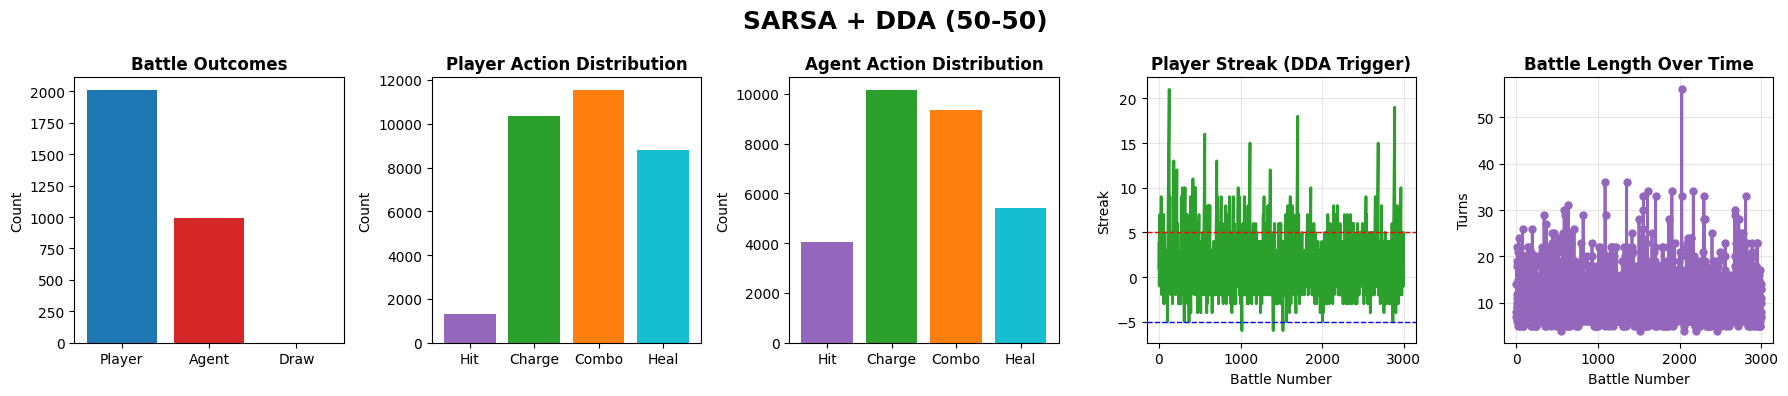 SARSA + DDA (50-50)
Battle Outcomes
Count
2000
1750
1500
1250
1000
750
500
250
0
Player Agent Draw
Player Action Distribution
Count
12000
10000
8000
6000
4000
2000
0
Hit Charge Combo Heal
Agent Action Distribution
Count
10000
8000
6000
4000
2000
0
Hit Charge Combo Heal
Player Streak (DDA Trigger)
Streak
20
15
10
5
0
−5
0 1000 2000 3000
Battle Number
Battle Length Over Time
Turns
50
40
30
20
10
0 1000 2000 3000
Battle Number